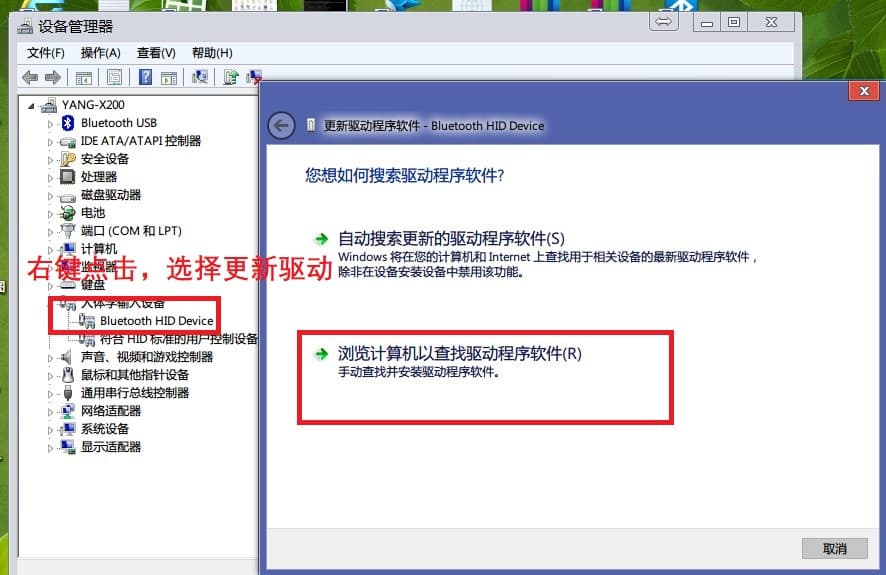 设备管理器
文件(F) 操作(A) 查看(V) 帮助(H)
YANG-X200
Bluetooth USB
IDE ATA/ATAPI 控制器
安全设备
处理器
磁盘驱动器
电池
端口 (COM 和 LPT)
计算机
监视器
右键点击，选择更新驱动
键盘
人体学输入设备
Bluetooth HID Device
符合 HID 标准的用户控制设备
声音、视频和游戏控制器
鼠标和其他指针设备
通用串行总线控制器
网络适配器
系统设备
显示适配器
更新驱动程序软件 - Bluetooth HID Device
您想如何搜索驱动程序软件?
自动搜索更新的驱动程序软件(S)
Windows 将在您的计算机和 Internet 上查找用于相关设备的最新驱动程序软件，
除非在设备安装设置中禁用该功能。
浏览计算机以查找驱动程序软件(R)
手动查找并安装驱动程序软件。
取消